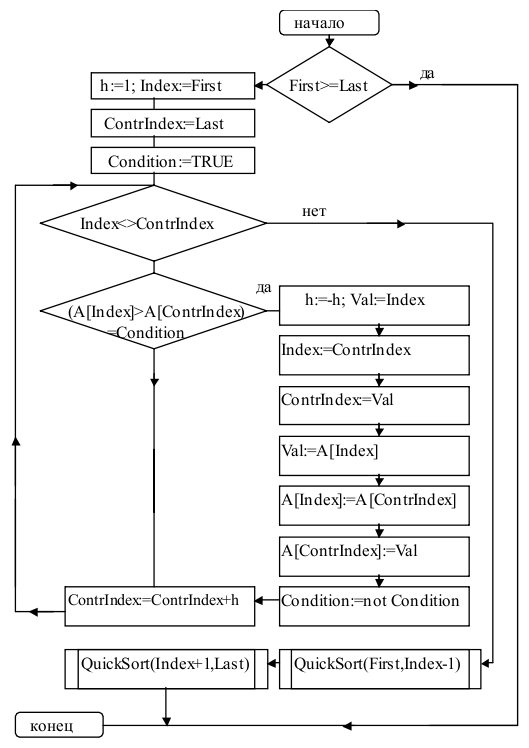 начало
First>=Last
да
h:=1; Index:=First
ContrIndex:=Last
Condition:=TRUE
Index<>ContrIndex
нет
(A[Index]>A[ContrIndex)
=Condition
да
h:=-h; Val:=Index
Index:=ContrIndex
ContrIndex:=Val
Val:=A[Index]
A[Index]:=A[ContrIndex]
A[ContrIndex]:=Val
ContrIndex:=ContrIndex+h
Condition:=not Condition
QuickSort(Index+1,Last)
QuickSort(First,Index-1)
конец